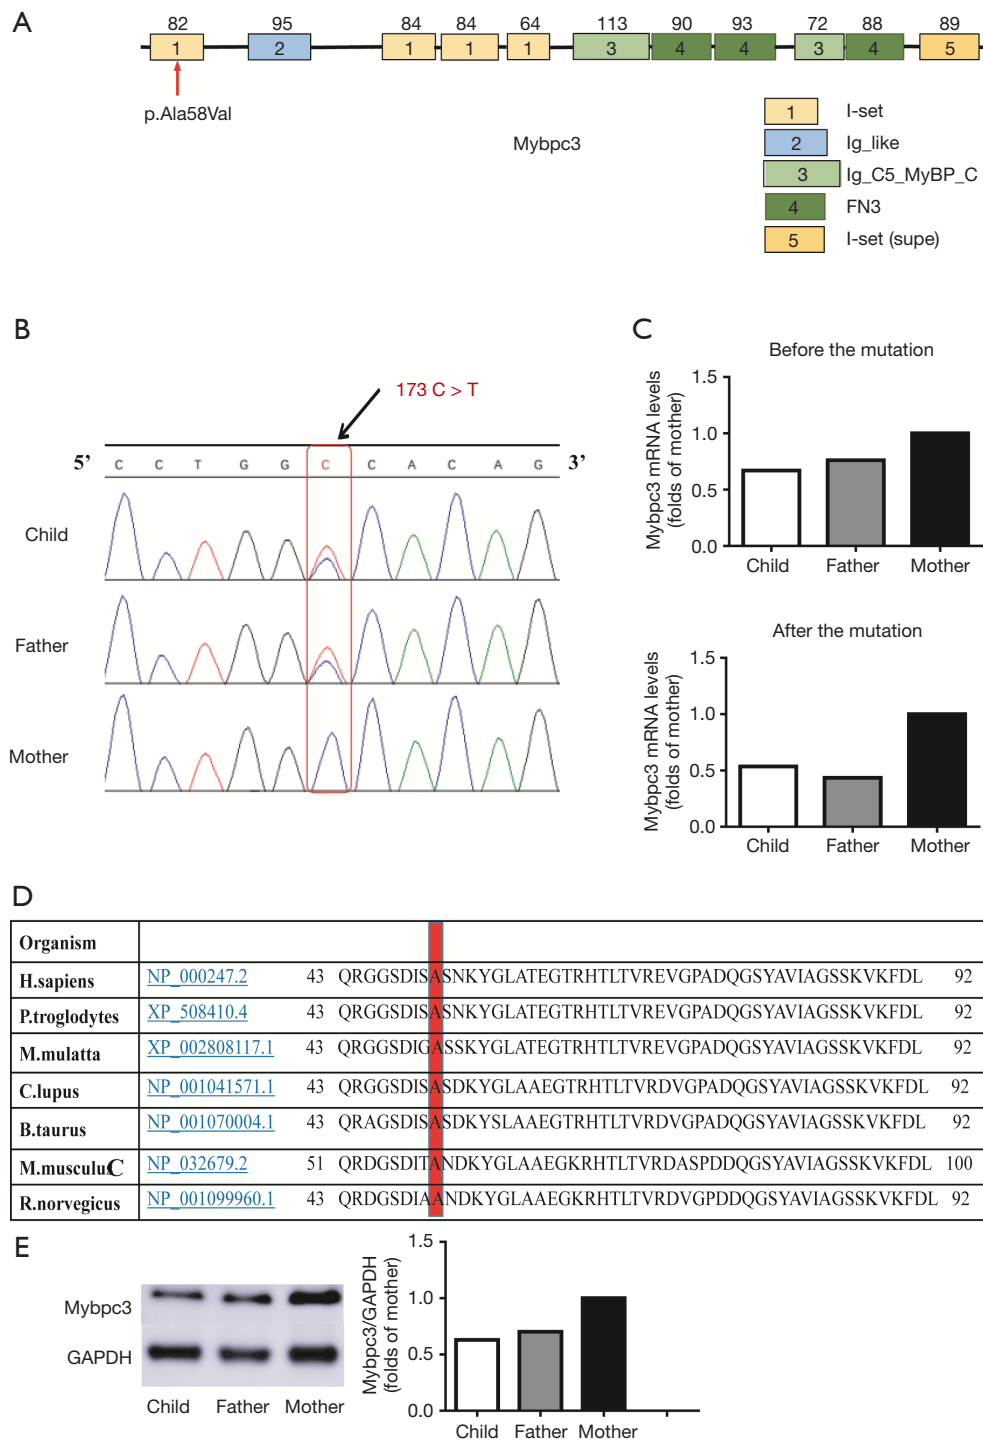 A
82 95 84 84 64 113 90 93 72 88 89
1 2 1 1 1 3 4 4 3 4 5
p.Ala58Val
Mybpc3
1 I-set
2 Ig_like
3 Ig_C5_MyBP_C
4 FN3
5 I-set (supe)
B
173 C > T
5’ C C T G G C C A C A G 3’
Child
Father
Mother
C
Before the mutation
Mybpc3 mRNA levels
(folds of mother)
1.5
1.0
0.5
0.0
Child Father Mother
After the mutation
Mybpc3 mRNA levels
(folds of mother)
1.5
1.0
0.5
0.0
Child Father Mother
D
Organism
H.sapiens NP_000247.2 43 QRGGSDISASNKYGLATEGTRHTLTVREVGPADQGSYAVIAGSSKVKFDL 92
P.troglodytes XP_508410.4 43 QRGGSDISASNKYGLATEGTRHTLTVREVGPADQGSYAVIAGSSKVKFDL 92
M.mulatta XP_002808117.1 43 QRGGSDIGASSKYGLATEGTRHTLTVREVGPADQGSYAVIAGSSKVKFDL 92
C.lupus NP_001041571.1 43 QRGGSDISASDKYGLAAEGTRHTLTVRDVGPADQGSYAVIAGSSKVKFDL 92
B.taurus NP_001070004.1 43 QRAGSDISASDKYSLAAEGTRHTLTVRDVGPADQGSYAVIAGSSKVKFDL 92
M.musculuC NP_032679.2 51 QRDGSDITANDKYGLAAEGKRHTLTVRDASPDDQGSYAVIAGSSKVKFDL 100
R.norvegicus NP_001099960.1 43 QRDGSDIAANDKYGLAAEGKRHTLTVRDVGPDDQGSYAVIAGSSKVKFDL 92
E
Mybpc3
GAPDH
Child Father Mother
Mybpc3/GAPDH
(folds of mother)
1.5
1.0
0.5
0.0
Child Father Mother